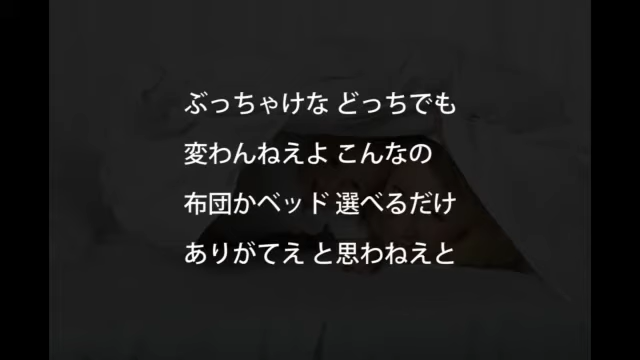 ぶっちゃけな どっちでも
変わんねえよ こんなの
布団かベッド 選べるだけ
ありがてえ と思わねえと